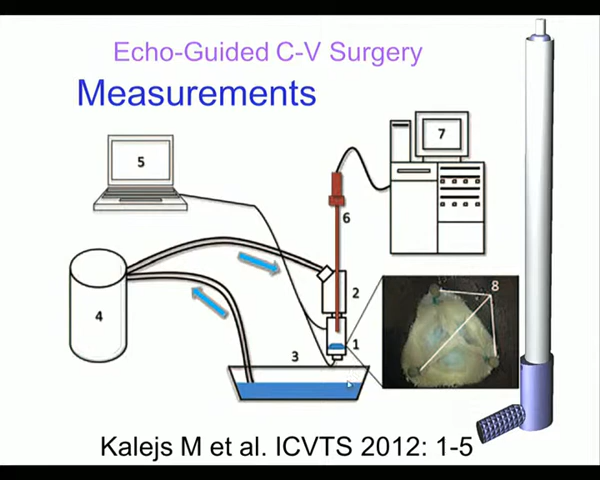 Echo-Guided C-V Surgery
Measurements
5
7
6
4
2
8
3
1
Kalejs M et al. ICVTS 2012: 1-5